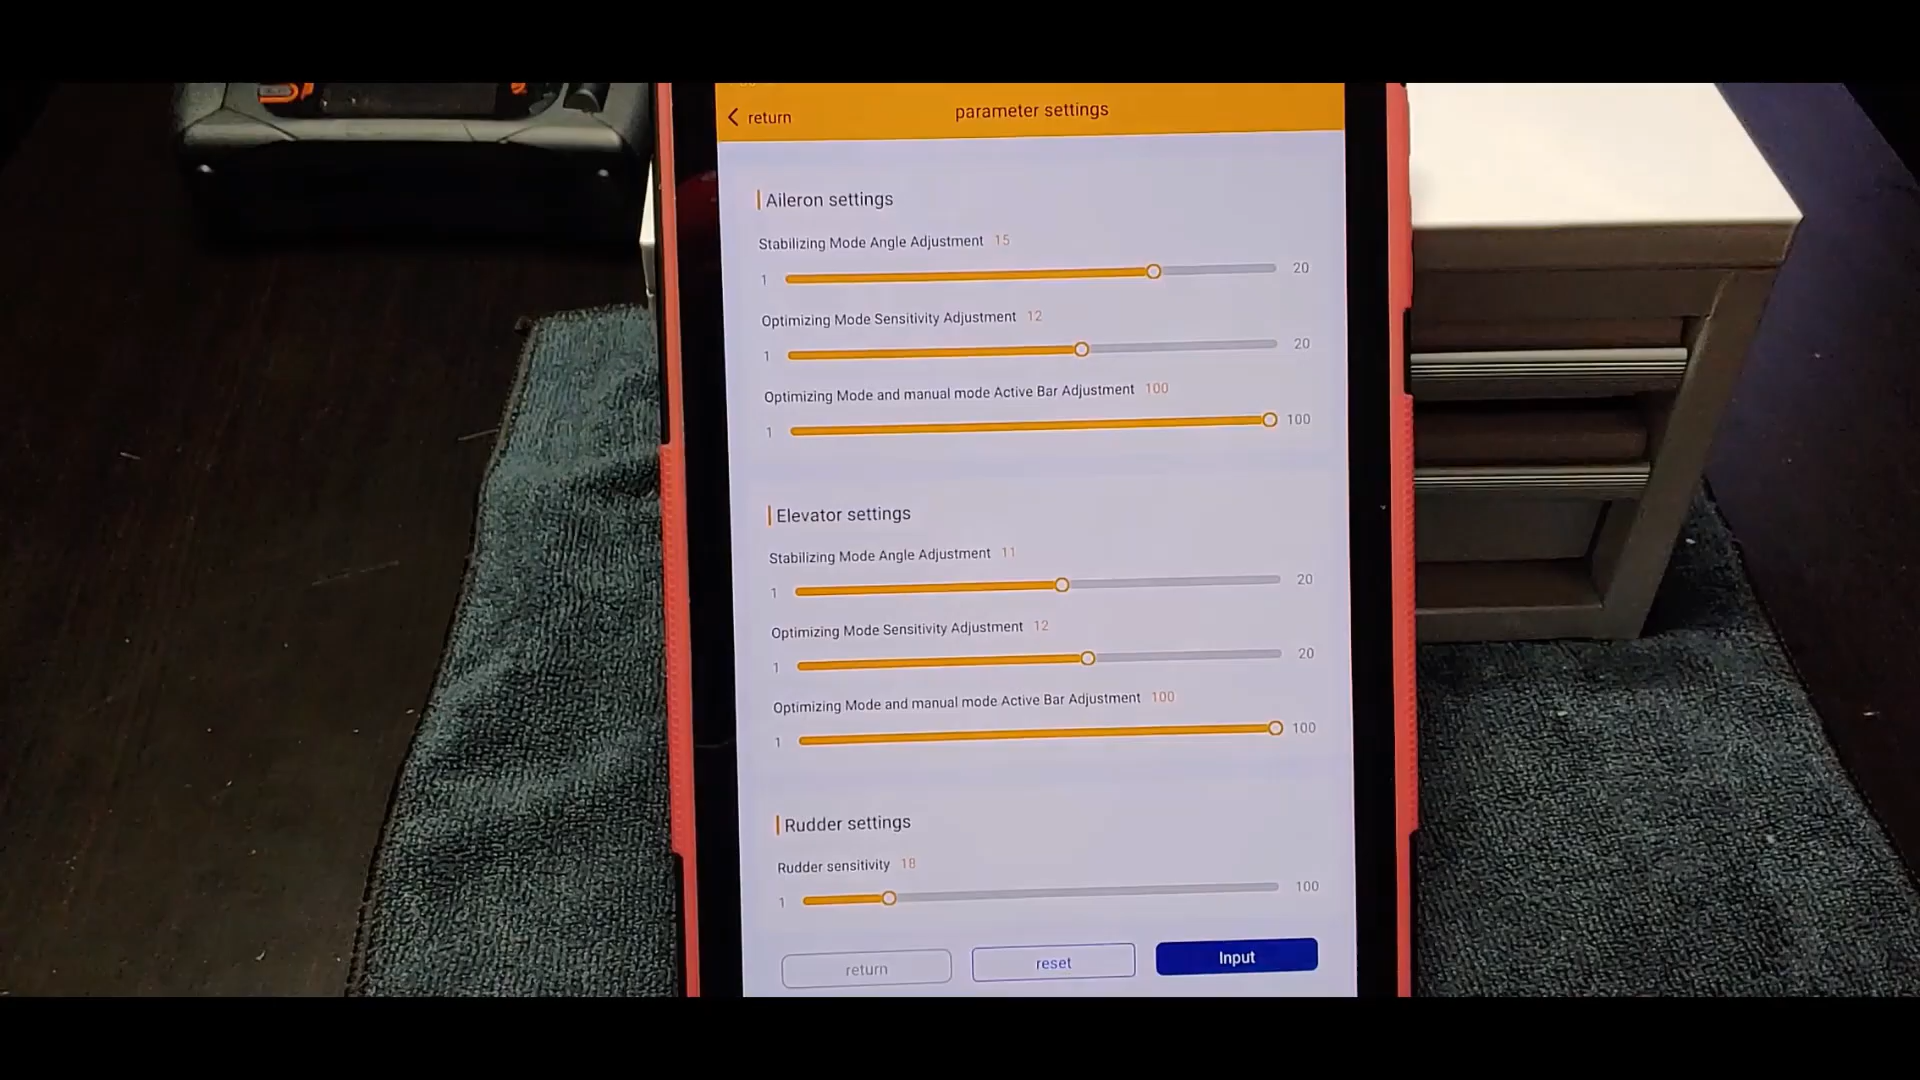 return
parameter settings
Aileron settings
Stabilizing Mode Angle Adjustment 15
1 20
Optimizing Mode Sensitivity Adjustment 12
1 20
Optimizing Mode and manual mode Active Bar Adjustment 100
1 100
Elevator settings
Stabilizing Mode Angle Adjustment 11
1 20
Optimizing Mode Sensitivity Adjustment 12
1 20
Optimizing Mode and manual mode Active Bar Adjustment 100
1 100
Rudder settings
Rudder sensitivity 18
1 100
return reset Input